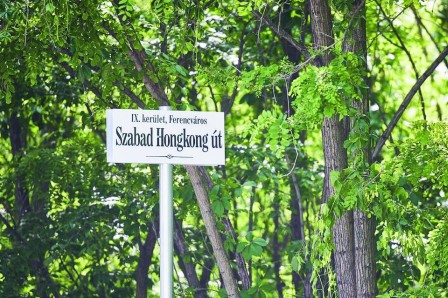 IX. kerület, Ferencváros
Szabad Hongkong út